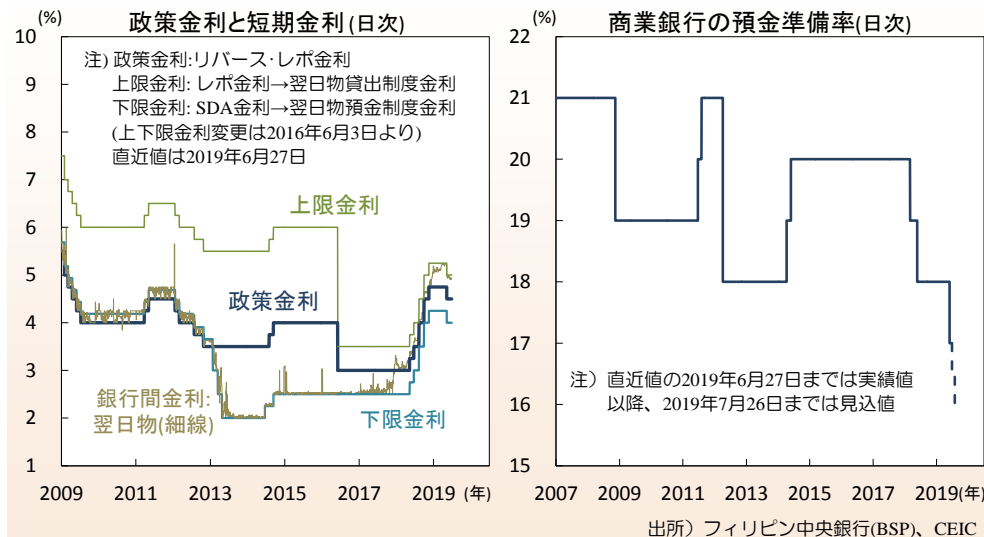 政策金利と短期金利(日次)
(%)
10
9
8
7
6
5
4
3
2
1
注) 政策金利:リバース・レポ金利
上限金利: レポ金利→翌日物貸出制度金利
下限金利: SDA金利→翌日物預金制度金利
(上下限金利変更は2016年6月3日より)
直近値は2019年6月27日
上限金利
政策金利
銀行間金利:
翌日物(細線)
下限金利
2009 2011 2013 2015 2017 2019 (年)
商業銀行の預金準備率(日次)
(%)
22
21
20
19
18
17
16
15
注）直近値の2019年6月27日までは実績値
以降、2019年7月26日までは見込値
2007 2009 2011 2013 2015 2017 2019(年)
出所）フィリピン中央銀行(BSP)、CEIC